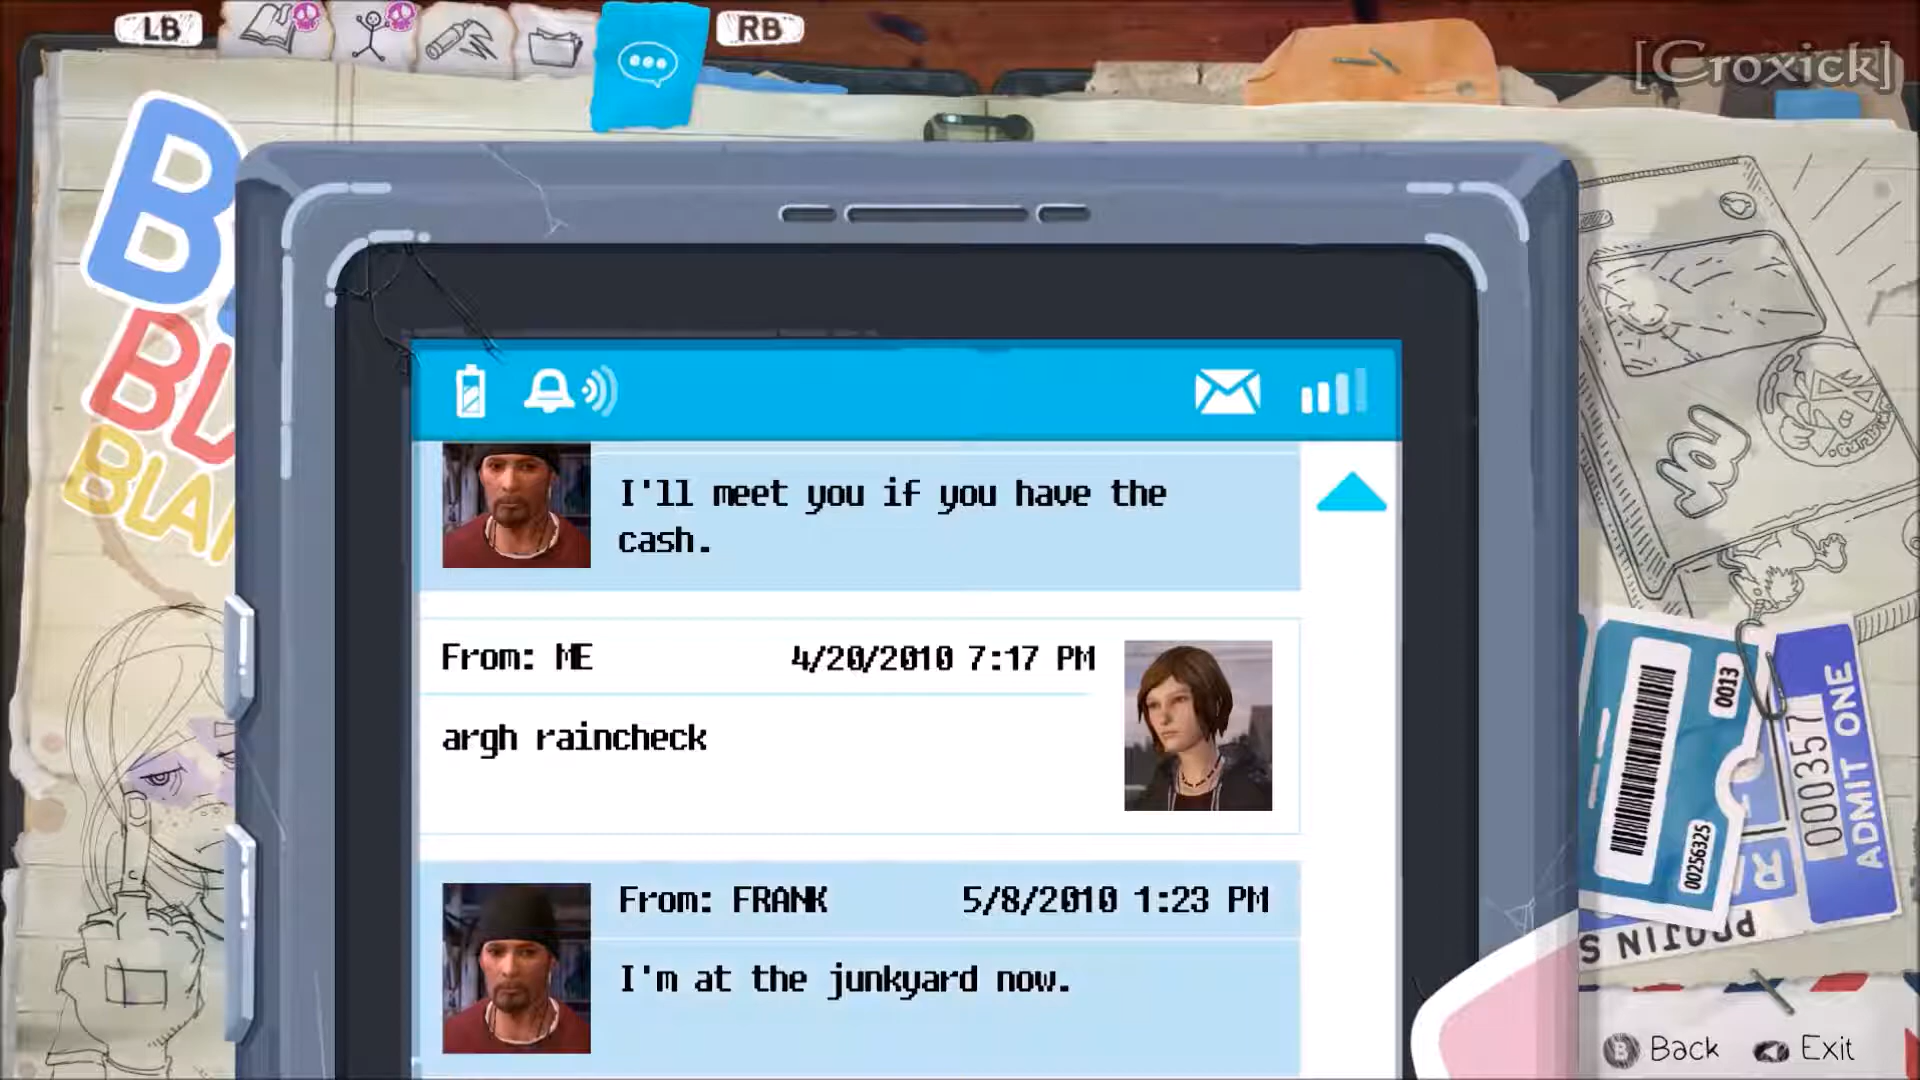 LB
RB
[Croxick]
I'll meet you if you have the
cash.
From: ME
4/20/2010 7:17 PM
argh raincheck
From: FRANK
5/8/2010 1:23 PM
I'm at the junkyard now.
0013
00256325
000357
ADMIT ONE
B Back
Exit